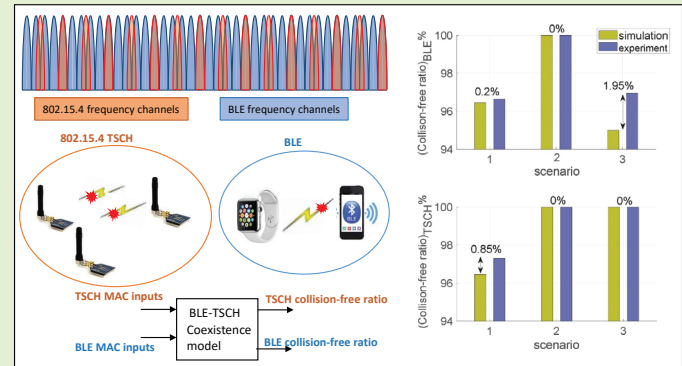 802.15.4 frequency channels
BLE frequency channels
802.15.4 TSCH
BLE
TSCH MAC inputs
BLE MAC inputs
BLE-TSCH
Coexistence
model
TSCH collision-free ratio
BLE collision-free ratio
(Collison-free ratio)BLE%
100
99
98
96
94
0.2%
0%
1.95%
simulation
experiment
1
2
3
scenario
(Collision-free ratio)TSCH%
100
98
96
94
0.85%
0%
0%
1
2
3
scenario